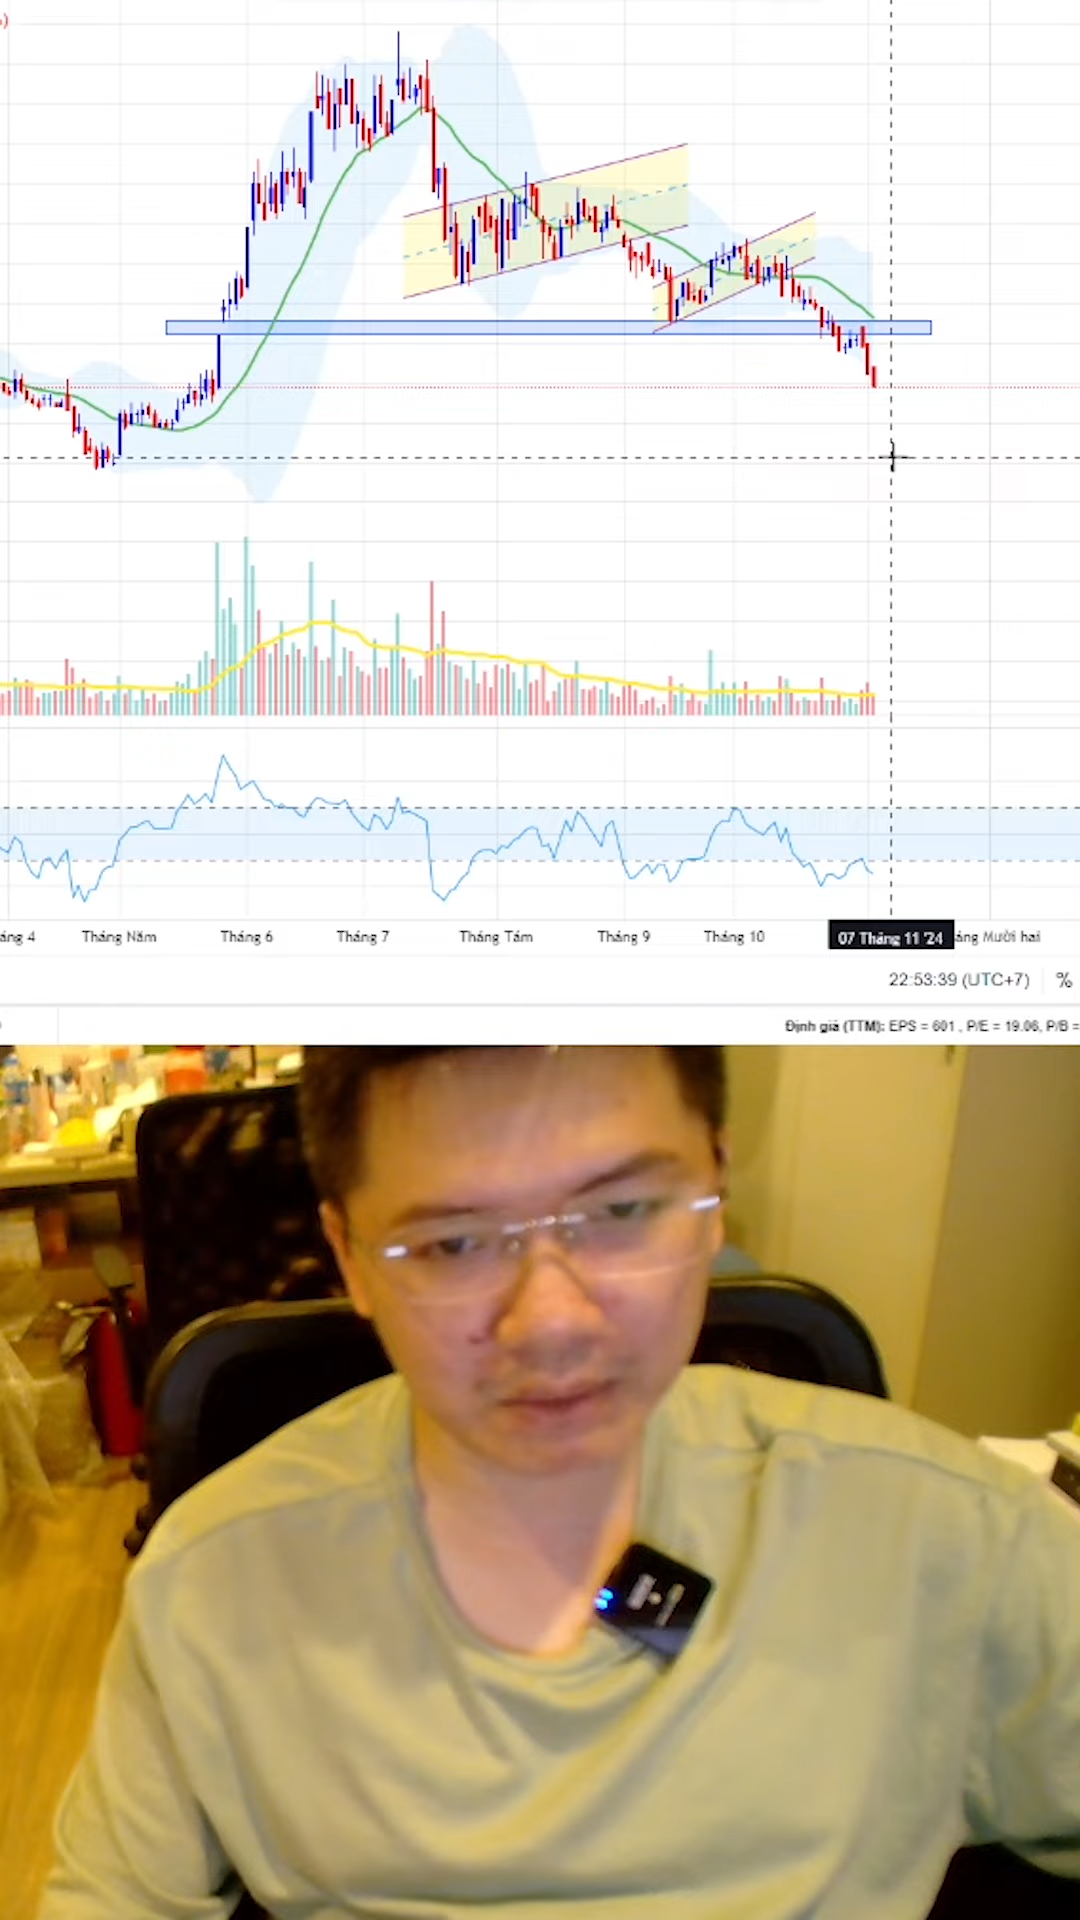 %)
áng 4 Tháng Năm Tháng 6 Tháng 7 Tháng Tám Tháng 9 Tháng 10 07 Tháng 11 '24 áng Mười hai
22:53:39 (UTC+7) %
Định giá (TTM): EPS = 601 , P/E = 19.06, P/B =